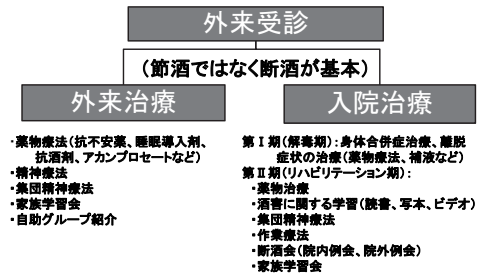 外来受診
（節酒ではなく断酒が基本）
外来治療
・薬物療法（抗不安薬、睡眠導入剤、
抗酒剤、アカンプロセートなど）
・精神療法
・集団精神療法
・家族学習会
・自助グループ紹介
入院治療
第Ⅰ期（解毒期）：身体合併症治療、離脱
症状の治療（薬物療法、補液など）
第Ⅱ期（リハビリテーション期）：
・薬物治療
・酒害に関する学習（読書、写本、ビデオ）
・集団精神療法
・作業療法
・断酒会（院内例会、院外例会）
・家族学習会